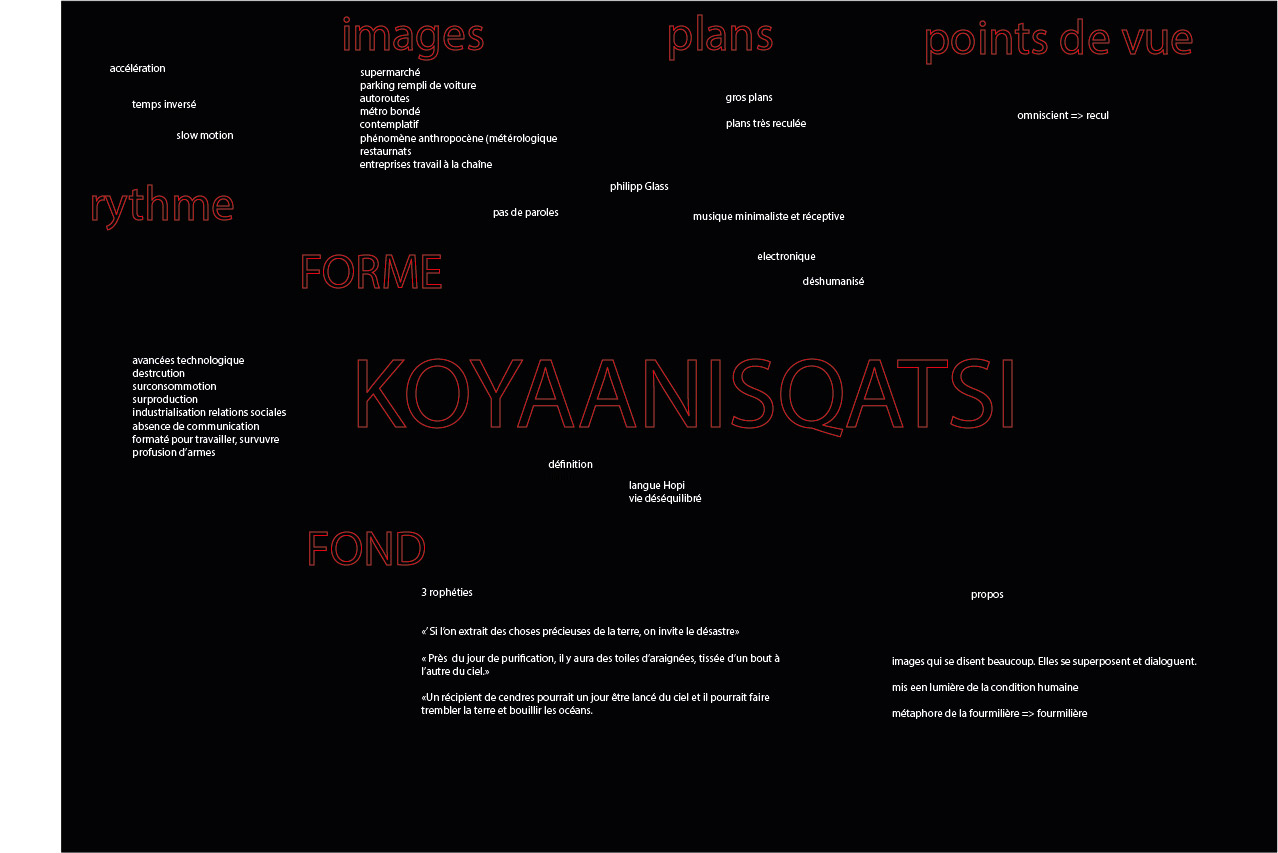 images
plans
points de vue
accélération
temps inversé
slow motion
supermarché
parking rempli de voiture
autoroutes
métro bondé
contemplatif
phénomène anthropocène (métérologique
restaurnats
entreprises travail à la chaîne
gros plans
plans très reculée
omniscient => recul
rythme
philipp Glass
pas de paroles
musique minimaliste et réceptive
electronique
déshumanisé
FORME
avancées technologique
destrcution
surconsommotion
surproduction
industrialisation relations sociales
absence de communication
formaté pour travailler, survuvre
profusion d’armes
KOYAANISQATSI
définition
langue Hopi
vie déséquilibré
FOND
3 rophéties
«’ Si l’on extrait des choses précieuses de la terre, on invite le désastre»
« Près du jour de purification, il y aura des toiles d’araignées, tissée d’un bout à
l’autre du ciel.»
«Un récipient de cendres pourrait un jour être lancé du ciel et il pourrait faire
trembler la terre et bouillir les océans.
propos
images qui se disent beaucoup. Elles se superposent et dialoguent.
mis een lumière de la condition humaine
métaphore de la fourmilière => fourmilière